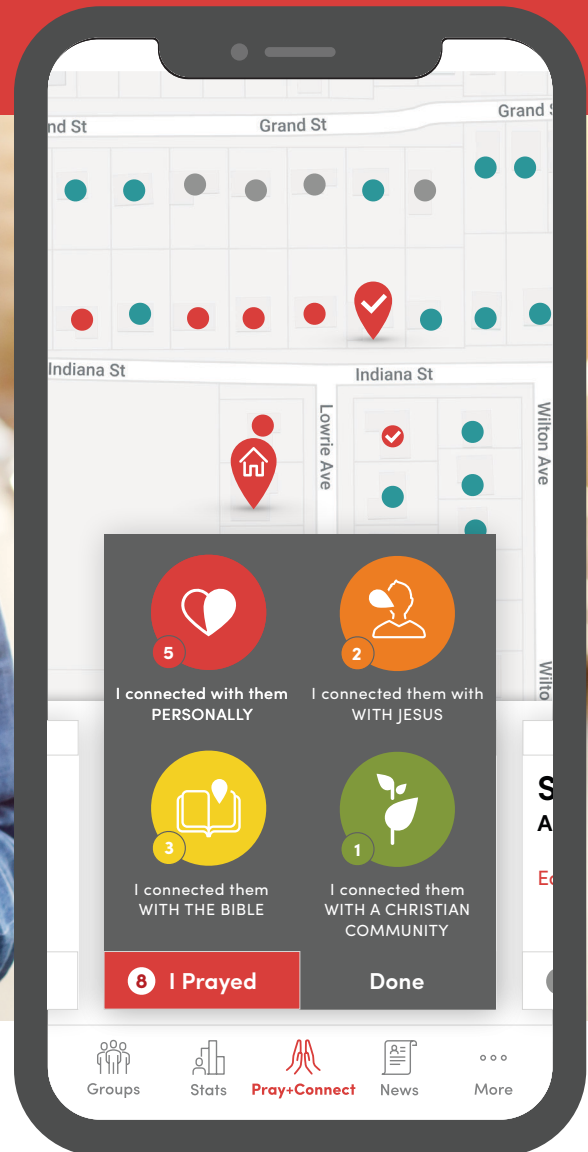 nd St
Grand St
Grand S
Indiana St
Indiana St
Lowrie Ave
Wilton Ave
5
2
I connected with them
PERSONALLY
I connected them with
WITH JESUS
Wilto
3
1
I connected them
WITH THE BIBLE
I connected them
WITH A CHRISTIAN
COMMUNITY
S
A
Ed
8 I Prayed
Done
Groups
Stats
Pray+Connect
News
More